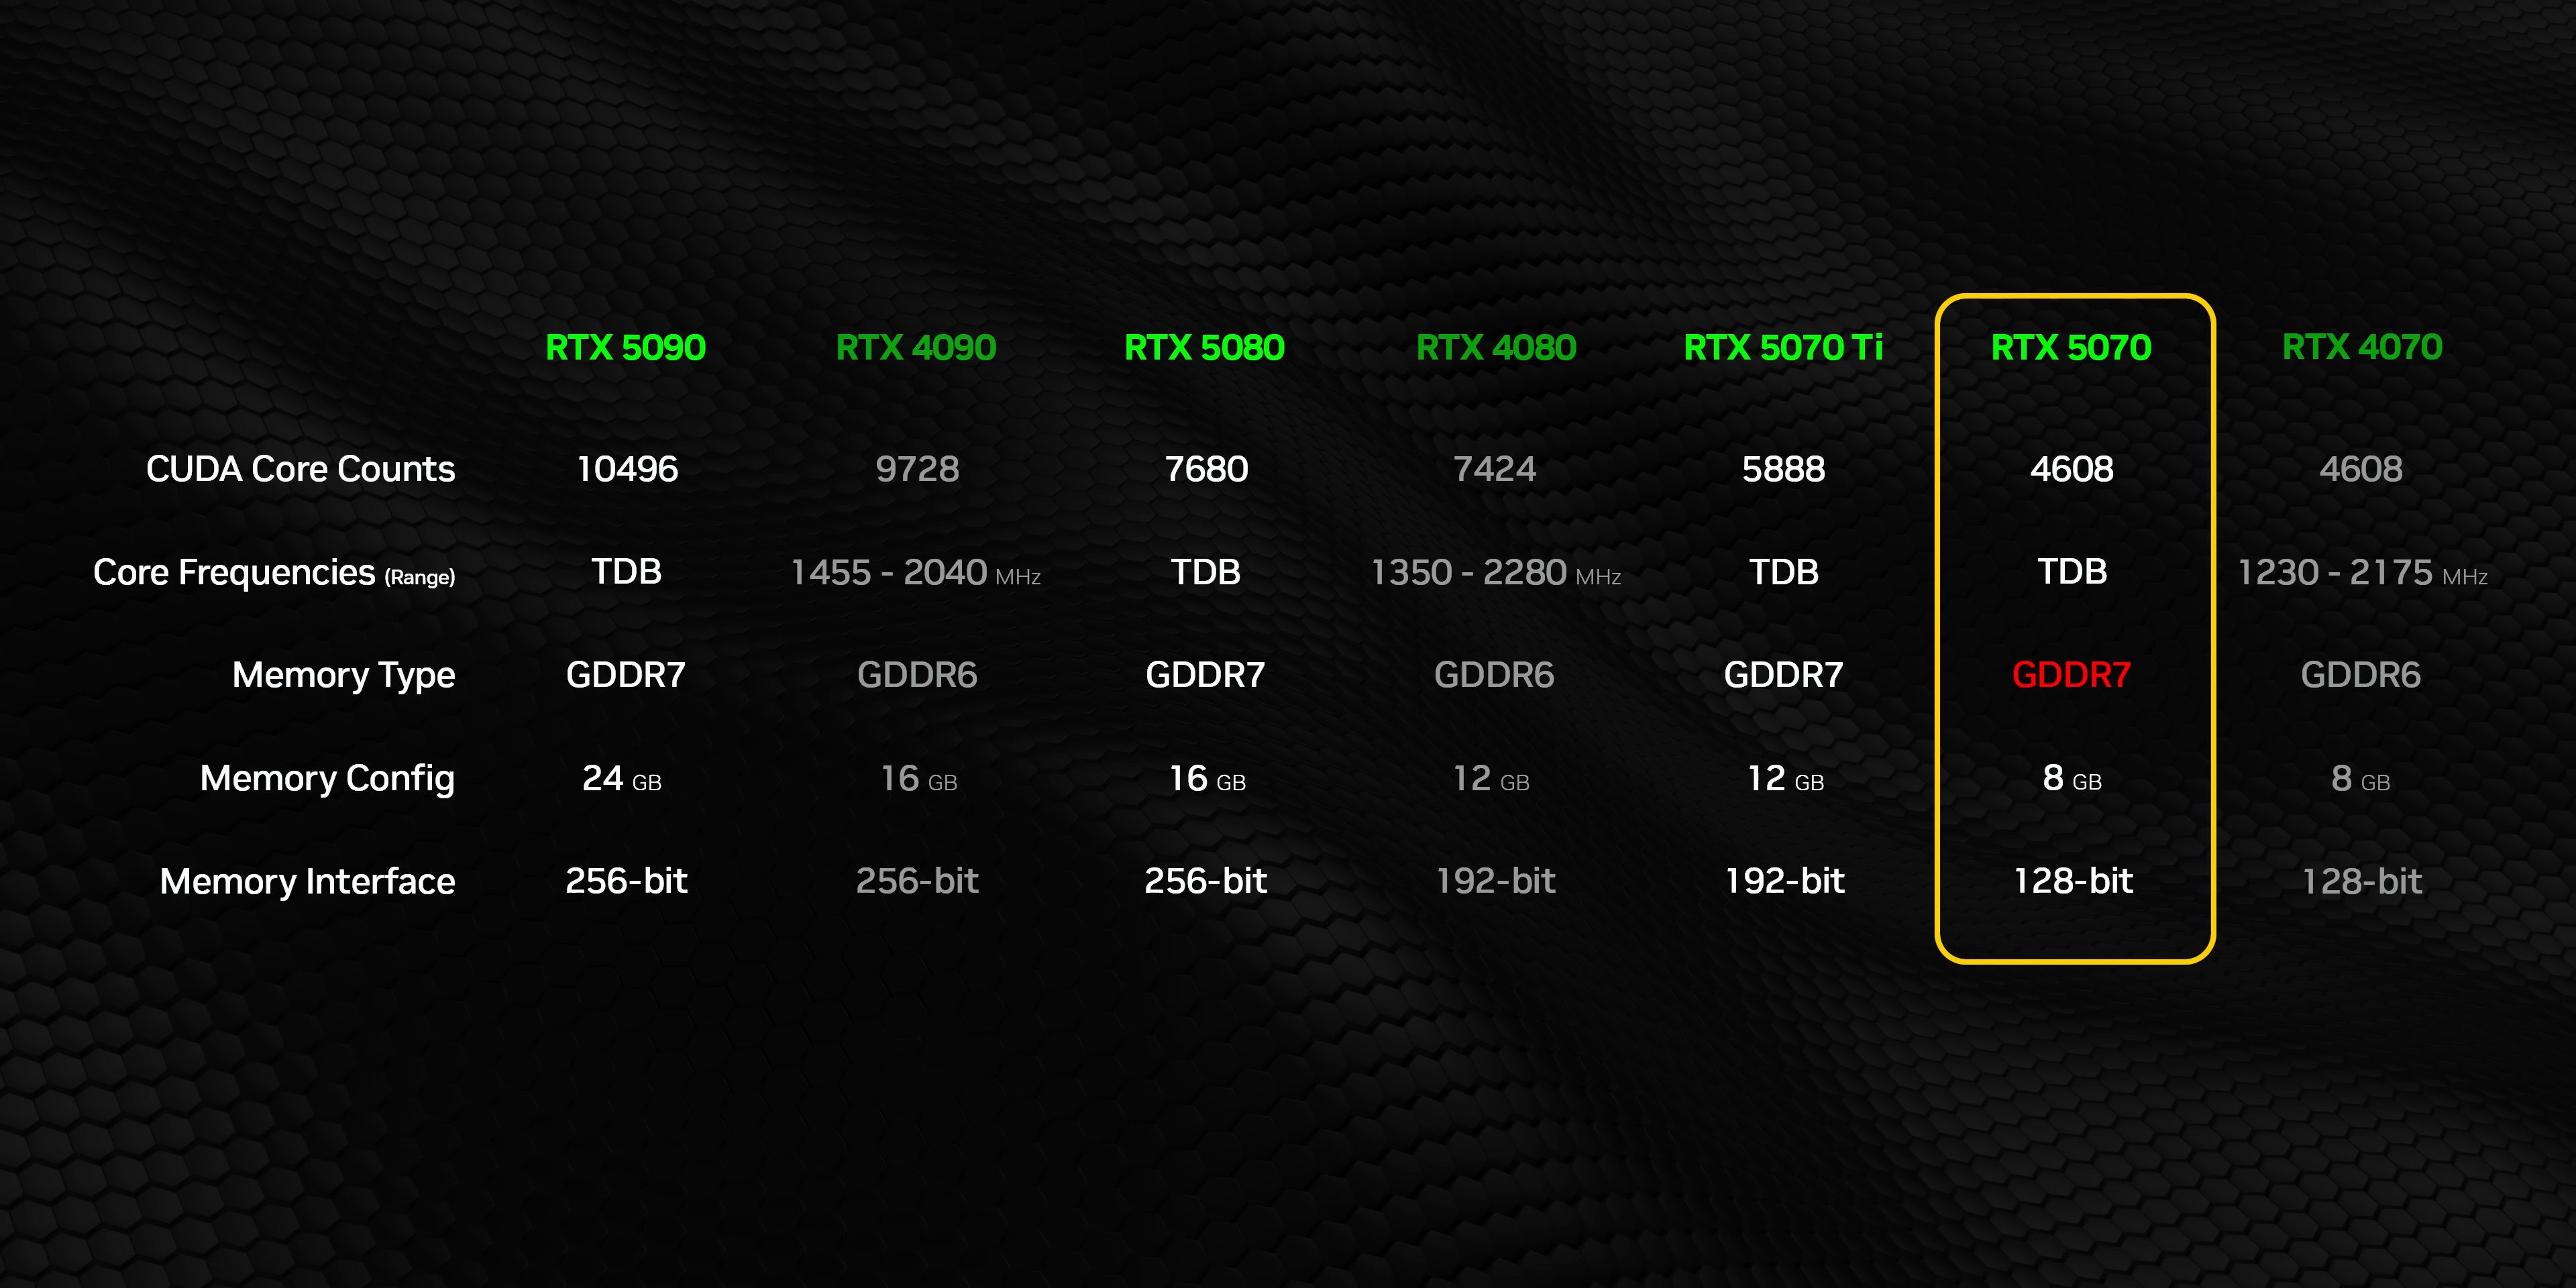 RTX 5090 RTX 4090 RTX 5080 RTX 4080 RTX 5070 Ti RTX 5070 RTX 4070
CUDA Core Counts 10496 9728 7680 7424 5888 4608 4608
Core Frequencies (Range) TDB 1455 - 2040 MHz TDB 1350 - 2280 MHz TDB TDB 1230 - 2175 MHz
Memory Type GDDR7 GDDR6 GDDR7 GDDR6 GDDR7 GDDR7 GDDR6
Memory Config 24 GB 16 GB 16 GB 12 GB 12 GB 8 GB 8 GB
Memory Interface 256-bit 256-bit 256-bit 192-bit 192-bit 128-bit 128-bit